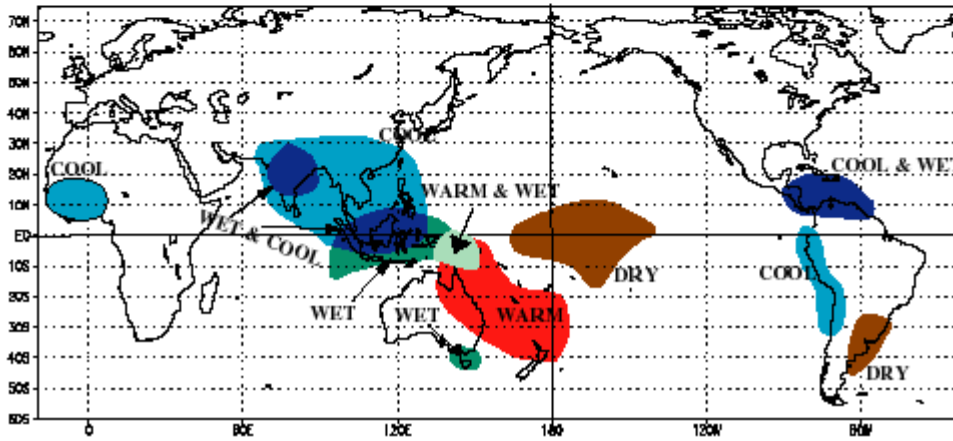 70N
60N
50N
40N
30N
20N
10N
EQ
10S
20S
30S
40S
50S
60S
COOL
COOL
WARM & WET
COOL & WET
WET & COOL
DRY
COOL
WET
WET
WARM
DRY
0
60E
120E
180
120W
60W